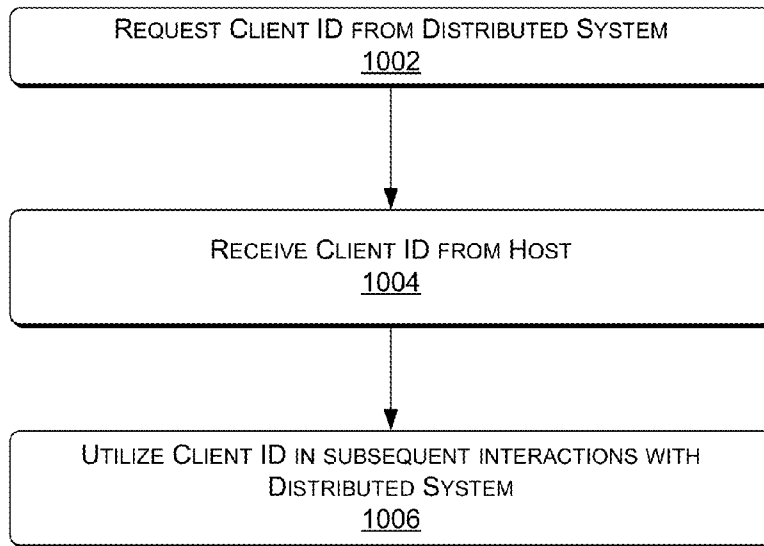 REQUEST CLIENT ID FROM DISTRIBUTED SYSTEM
1002
RECEIVE CLIENT ID FROM HOST
1004
UTILIZE CLIENT ID IN SUBSEQUENT INTERACTIONS WITH
DISTRIBUTED SYSTEM
1006